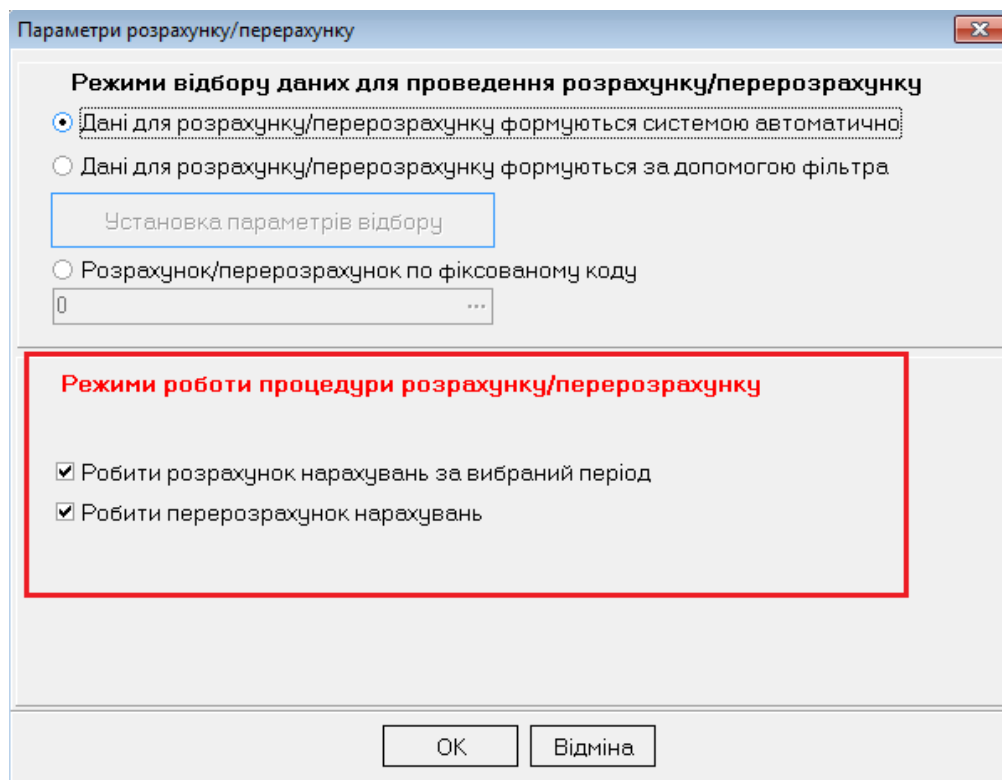 Параметри розрахунку/перерахунку
Режими відбору даних для проведення розрахунку/перерозрахунку
Дані для розрахунку/перерозрахунку формуються системою автоматично
Дані для розрахунку/перерозрахунку формуються за допомогою фільтра
Установка параметрів відбору
Розрахунок/перерозрахунок по фіксованому коду
0 ...
Режими роботи процедури розрахунку/перерозрахунку
Робити розрахунок нарахувань за вибраний період
Робити перерозрахунок нарахувань
OK Відміна